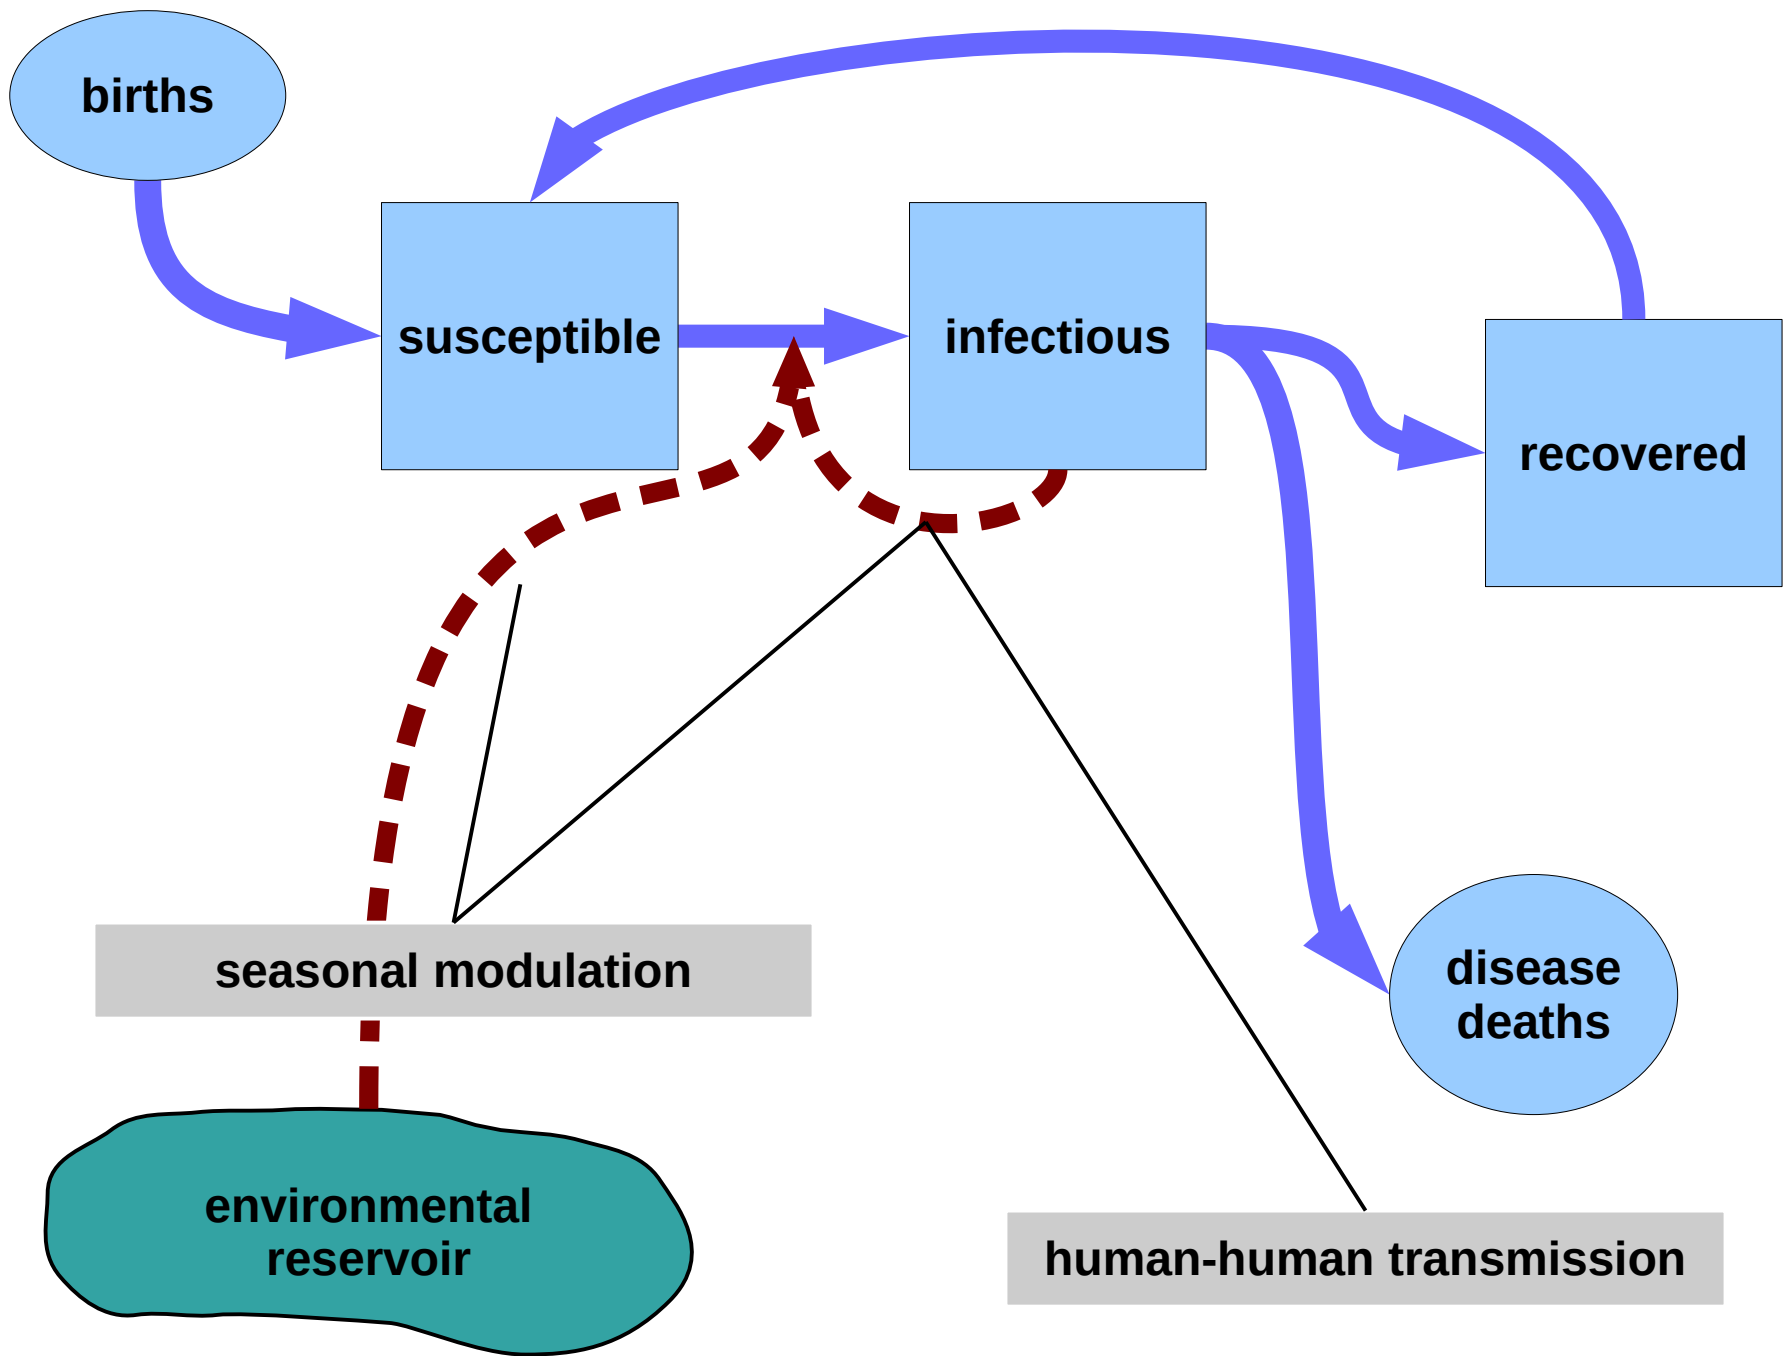 births
susceptible
infectious
recovered
seasonal modulation
disease
deaths
environmental
reservoir
human-human transmission